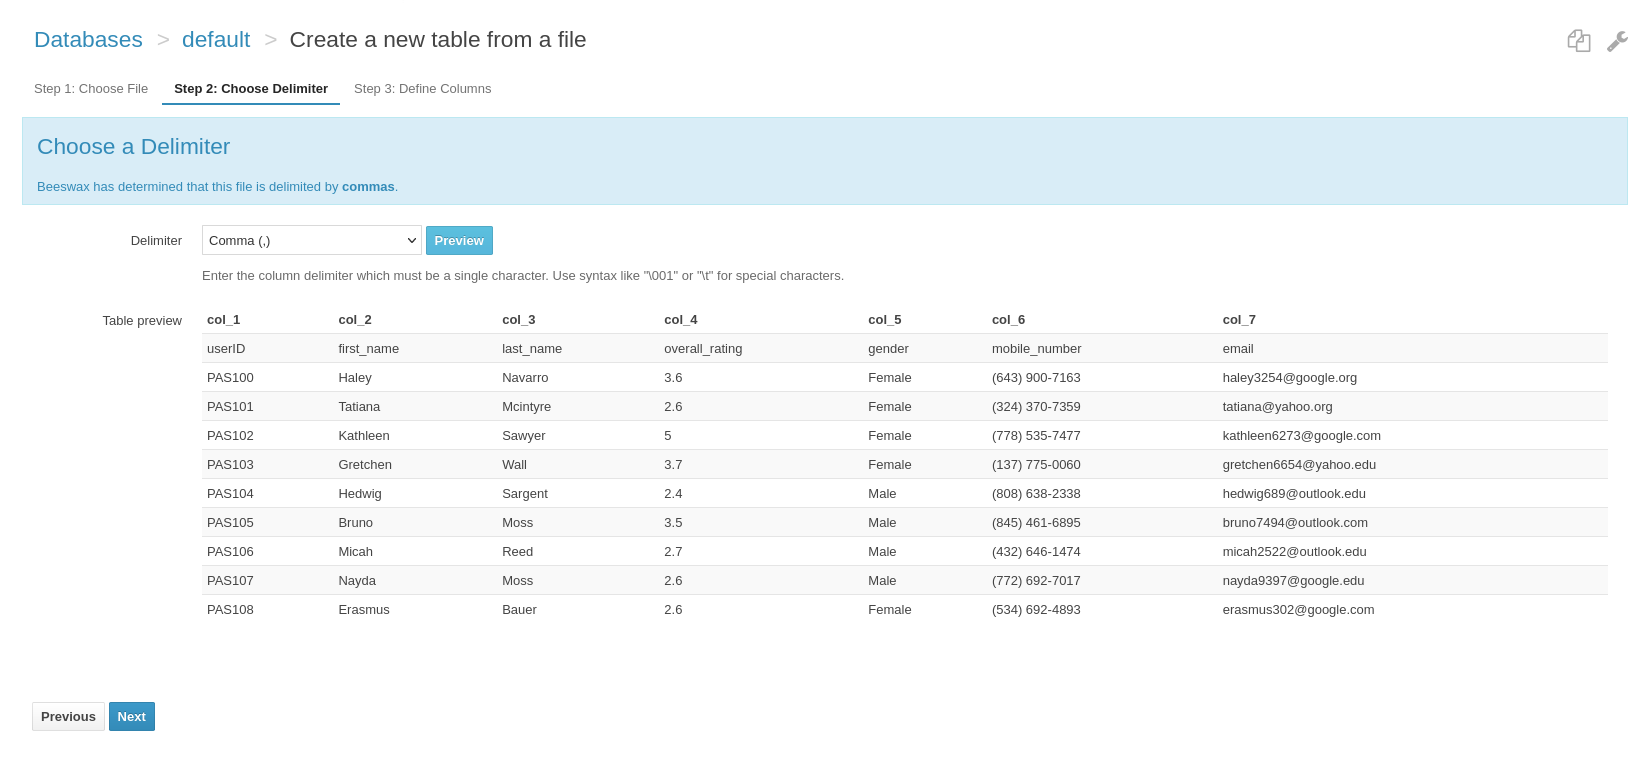 Databases > default > Create a new table from a file
Step 1: Choose File Step 2: Choose Delimiter Step 3: Define Columns
Choose a Delimiter
Beeswax has determined that this file is delimited by commas.
Delimiter Comma (,) Preview
Enter the column delimiter which must be a single character. Use syntax like "\001" or "\t" for special characters.
Table preview col_1 col_2 col_3 col_4 col_5 col_6 col_7
userID first_name last_name overall_rating gender mobile_number email
PAS100 Haley Navarro 3.6 Female (643) 900-7163 haley3254@google.org
PAS101 Tatiana Mcintyre 2.6 Female (324) 370-7359 tatiana@yahoo.org
PAS102 Kathleen Sawyer 5 Female (778) 535-7477 kathleen6273@google.com
PAS103 Gretchen Wall 3.7 Female (137) 775-0060 gretchen6654@yahoo.edu
PAS104 Hedwig Sargent 2.4 Male (808) 638-2338 hedwig689@outlook.edu
PAS105 Bruno Moss 3.5 Male (845) 461-6895 bruno7494@outlook.com
PAS106 Micah Reed 2.7 Male (432) 646-1474 micah2522@outlook.edu
PAS107 Nayda Moss 2.6 Male (772) 692-7017 nayda9397@google.edu
PAS108 Erasmus Bauer 2.6 Female (534) 692-4893 erasmus302@google.com
Previous Next